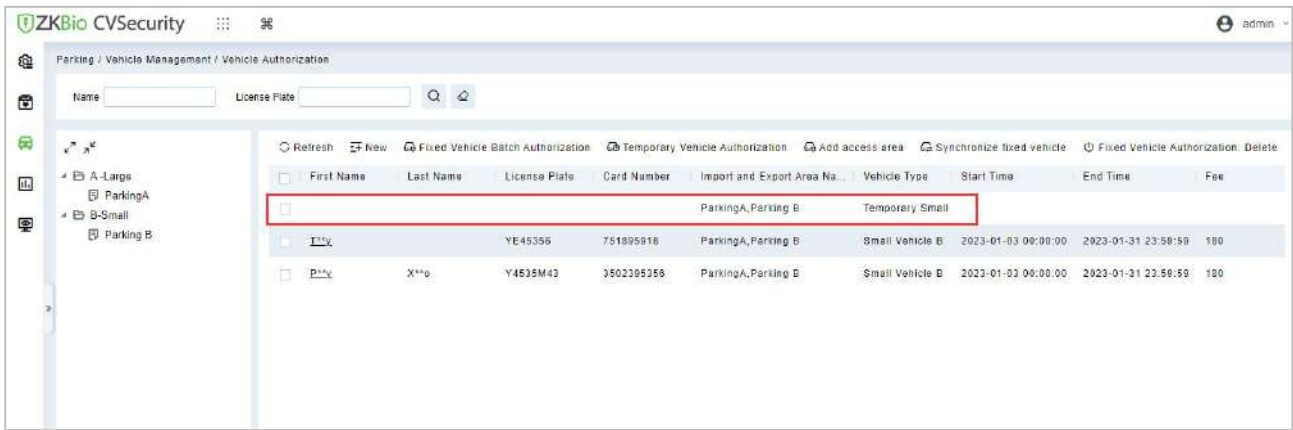 ZKBio CVSecurity admin
Parking / Vehicle Management / Vehicle Authorization
Name License Plate
Refresh New Fixed Vehicle Batch Authorization Temporary Vehicle Authorization Add access area Synchronize fixed vehicle Fixed Vehicle Authorization: Delete
A-Large
ParkingA
B-Small
Parking B
First Name Last Name License Plate Card Number Import and Export Area Na... Vehicle Type Start Time End Time Fee
ParkingA,Parking B Temporary Small
T**y YE45356 751895918 ParkingA,Parking B Small Vehicle B 2023-01-03 00:00:00 2023-01-31 23:59:59 180
P**y X**o Y4535M43 3502395356 ParkingA,Parking B Small Vehicle B 2023-01-03 00:00:00 2023-01-31 23:59:59 180